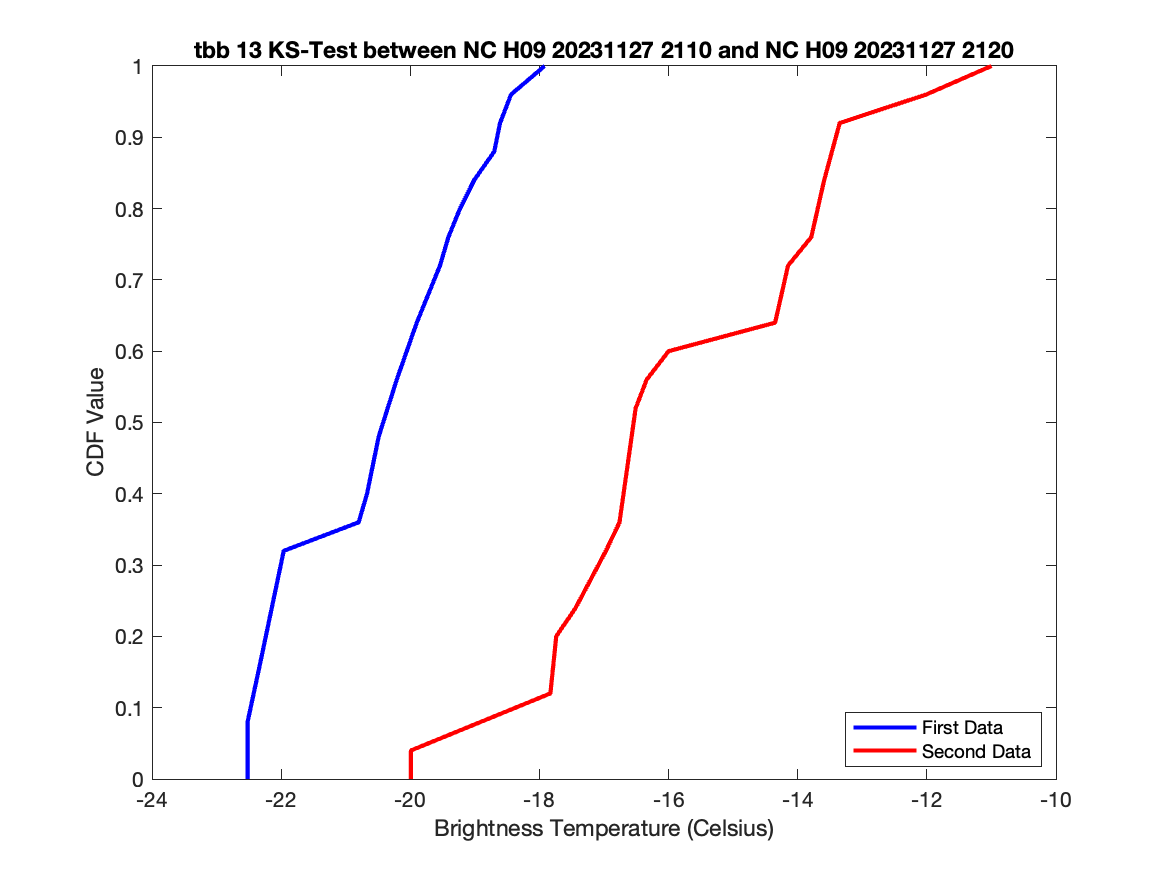 tbb 13 KS-Test between NC H09 20231127 2110 and NC H09 20231127 2120
1
0.9
0.8
0.7
0.6
0.5
0.4
0.3
0.2
0.1
0
CDF Value
First Data
Second Data
-24 -22 -20 -18 -16 -14 -12 -10
Brightness Temperature (Celsius)